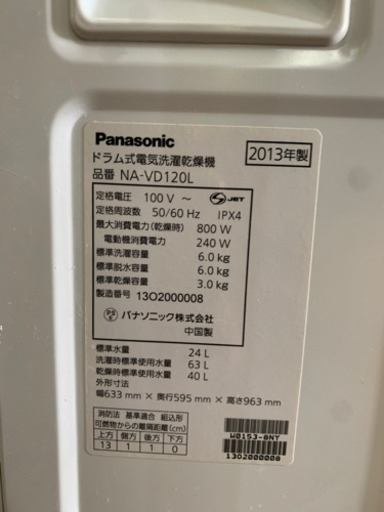 Panasonic
2013年製
ドラム式電気洗濯乾燥機
品番 NA-VD120L
定格電圧 100 V ～ JET
定格周波数 50/60 Hz IPX4
最大消費電力(乾燥時) 800 W
電動機消費電力 240 W
標準洗濯容量 6.0 kg
標準脱水容量 6.0 kg
標準乾燥容量 3.0 kg
製造番号 13O2000008
パナソニック株式会社
中国製
標準水量 24 L
洗濯時標準使用水量 63 L
乾燥時標準使用水量 40 L
外形寸法
幅633 mm × 奥行595 mm × 高さ963 mm
消防法 基準適合 組込形
可燃物からの離隔距離(cm)
上方 側方 後方 下方
13 1 1 0
W0153-8NY
13O2000008